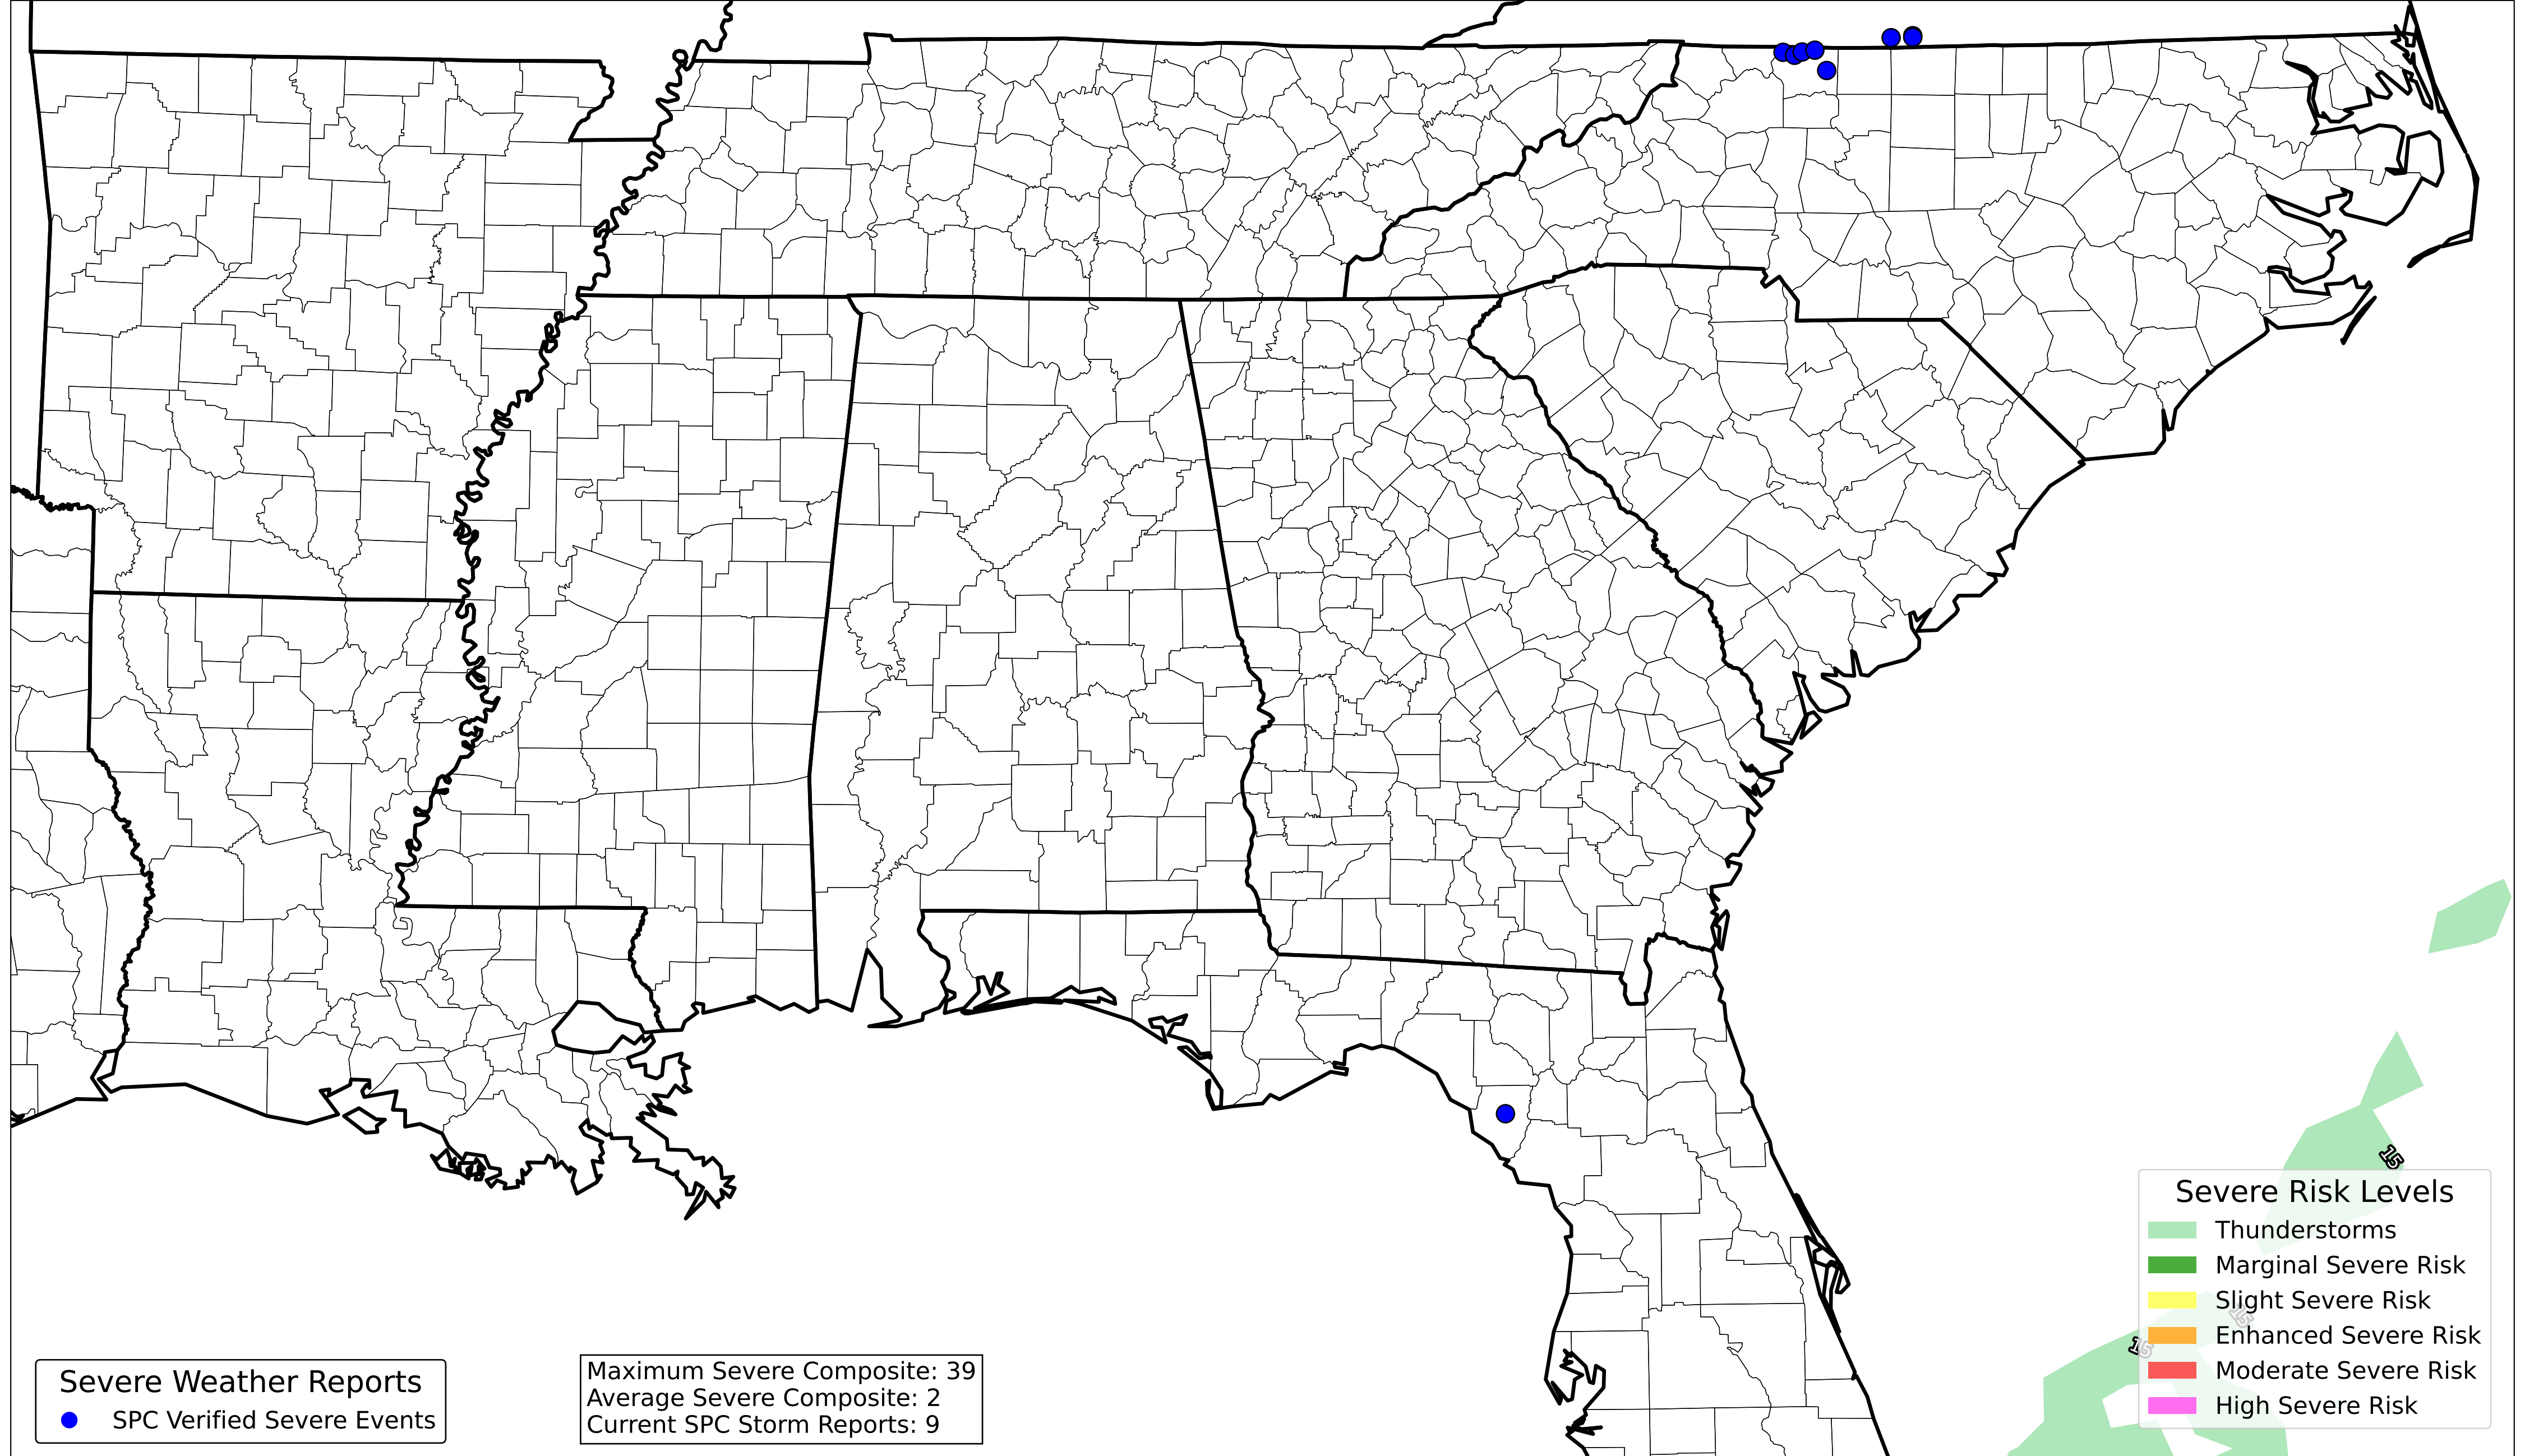 15
Severe Risk Levels
Thunderstorms
Marginal Severe Risk
15
Slight Severe Risk
15
Enhanced Severe Risk
Moderate Severe Risk
High Severe Risk
Severe Weather Reports
SPC Verified Severe Events
Maximum Severe Composite: 39
Average Severe Composite: 2
Current SPC Storm Reports: 9